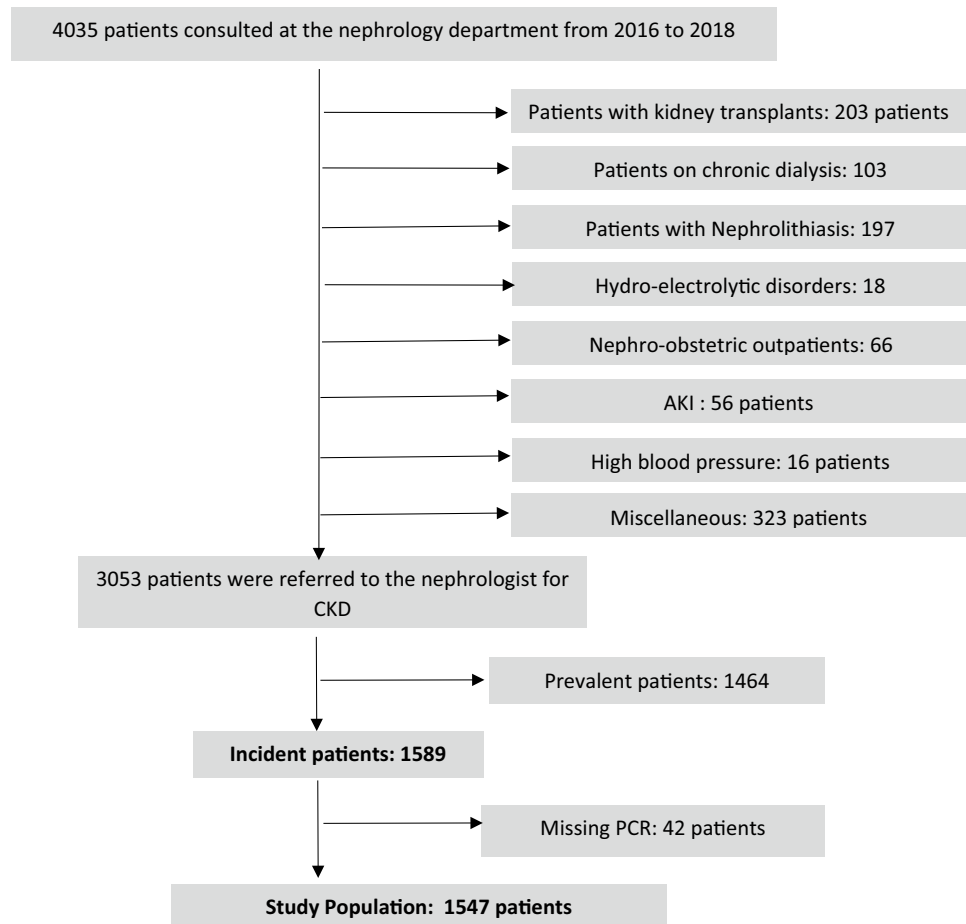 4035 patients consulted at the nephrology department from 2016 to 2018
Patients with kidney transplants: 203 patients
Patients on chronic dialysis: 103
Patients with Nephrolithiasis: 197
Hydro-electrolytic disorders: 18
Nephro-obstetric outpatients: 66
AKI : 56 patients
High blood pressure: 16 patients
Miscellaneous: 323 patients
3053 patients were referred to the nephrologist for
CKD
Prevalent patients: 1464
Incident patients: 1589
Missing PCR: 42 patients
Study Population: 1547 patients